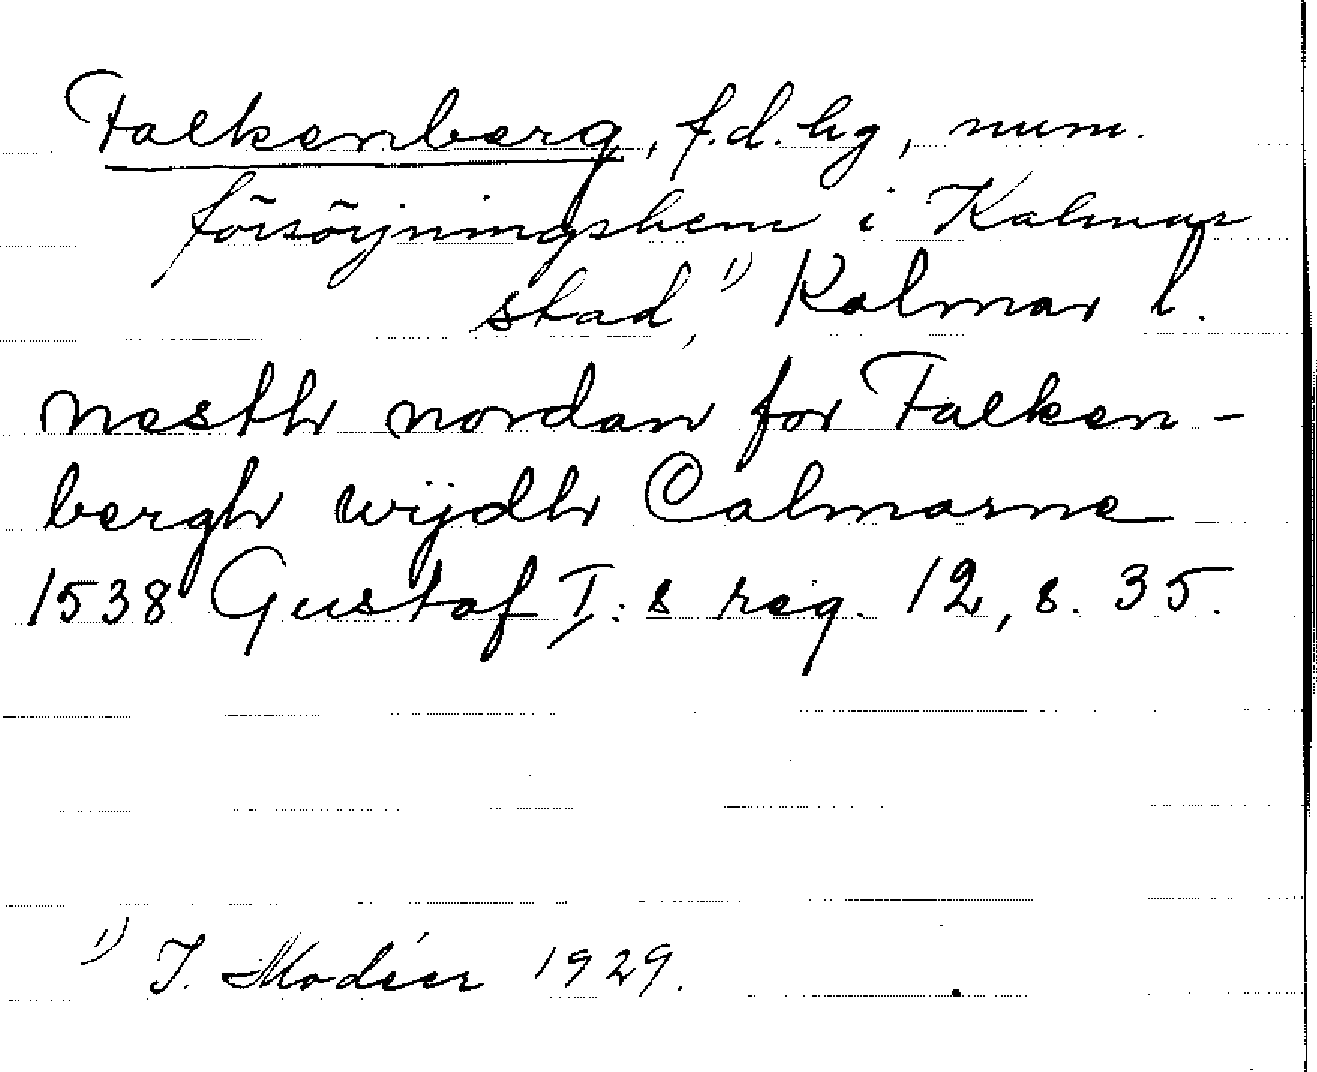 Falkenberg, f.d. hg, num.
försörjningshem i Kalmar
stad,¹⁾ Kalmar l.
nesth nordan for Falken-
bergh wijdh Calmarne
1538 Gustaf I:s reg. 12, s. 35.
¹⁾ I. Modéer 1929.